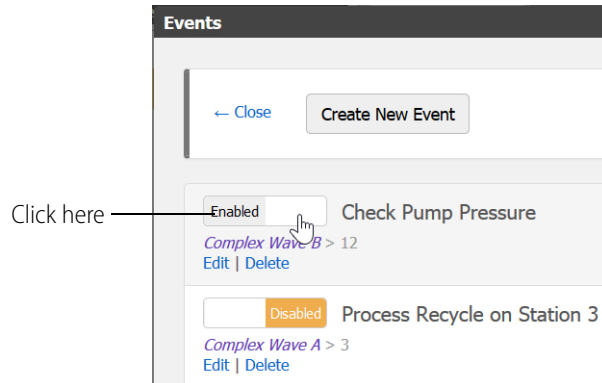 Events
← Close Create New Event
Click here
Enabled Check Pump Pressure
Complex Wave B > 12
Edit | Delete
Disabled Process Recycle on Station 3
Complex Wave A > 3
Edit | Delete